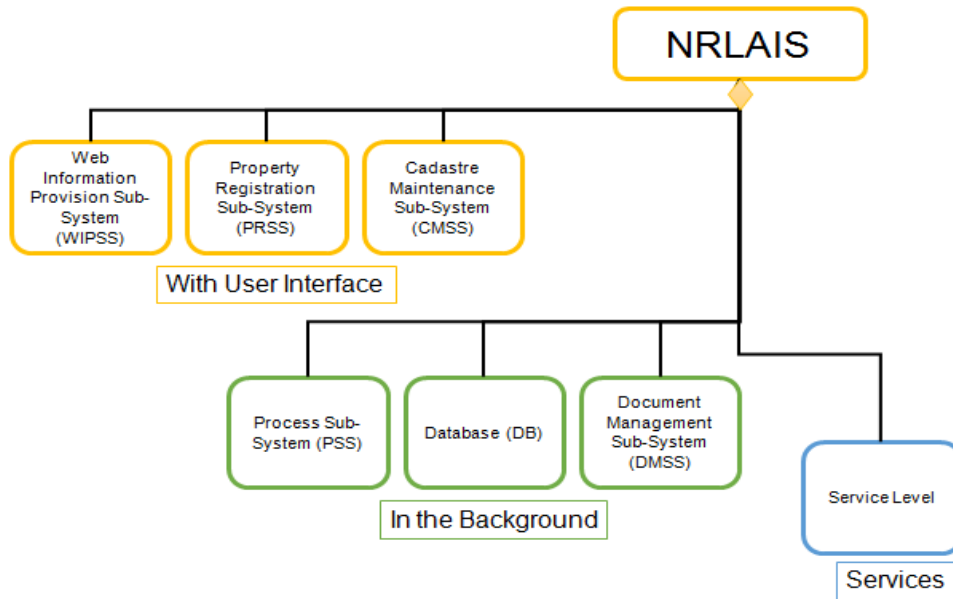 NRLAIS
Web
Information
Provision Sub-
System
(WIPSS)
Property
Registration
Sub-System
(PRSS)
Cadastre
Maintenance
Sub-System
(CMSS)
With User Interface
Process Sub-
System (PSS)
Database (DB)
Document
Management
Sub-System
(DMSS)
In the Background
Service Level
Services